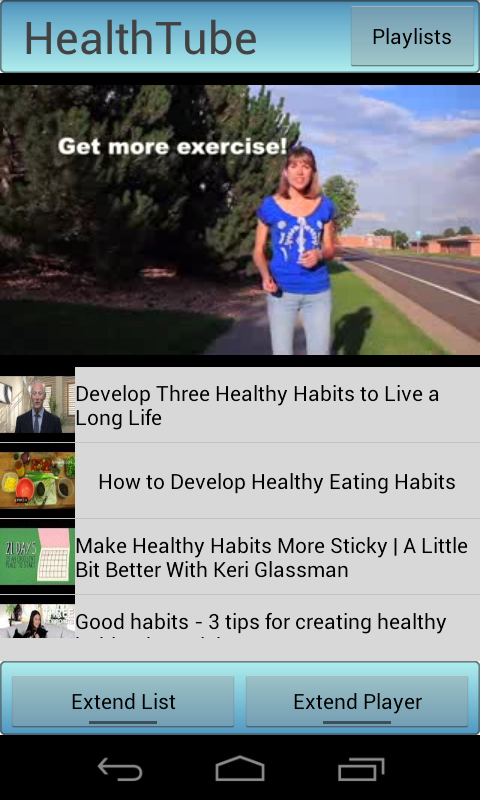 HealthTube
Playlists
Get more exercise!
Develop Three Healthy Habits to Live a
Long Life
How to Develop Healthy Eating Habits
21 DAYS
Make Healthy Habits More Sticky | A Little
Bit Better With Keri Glassman
Good habits - 3 tips for creating healthy
Extend List
Extend Player